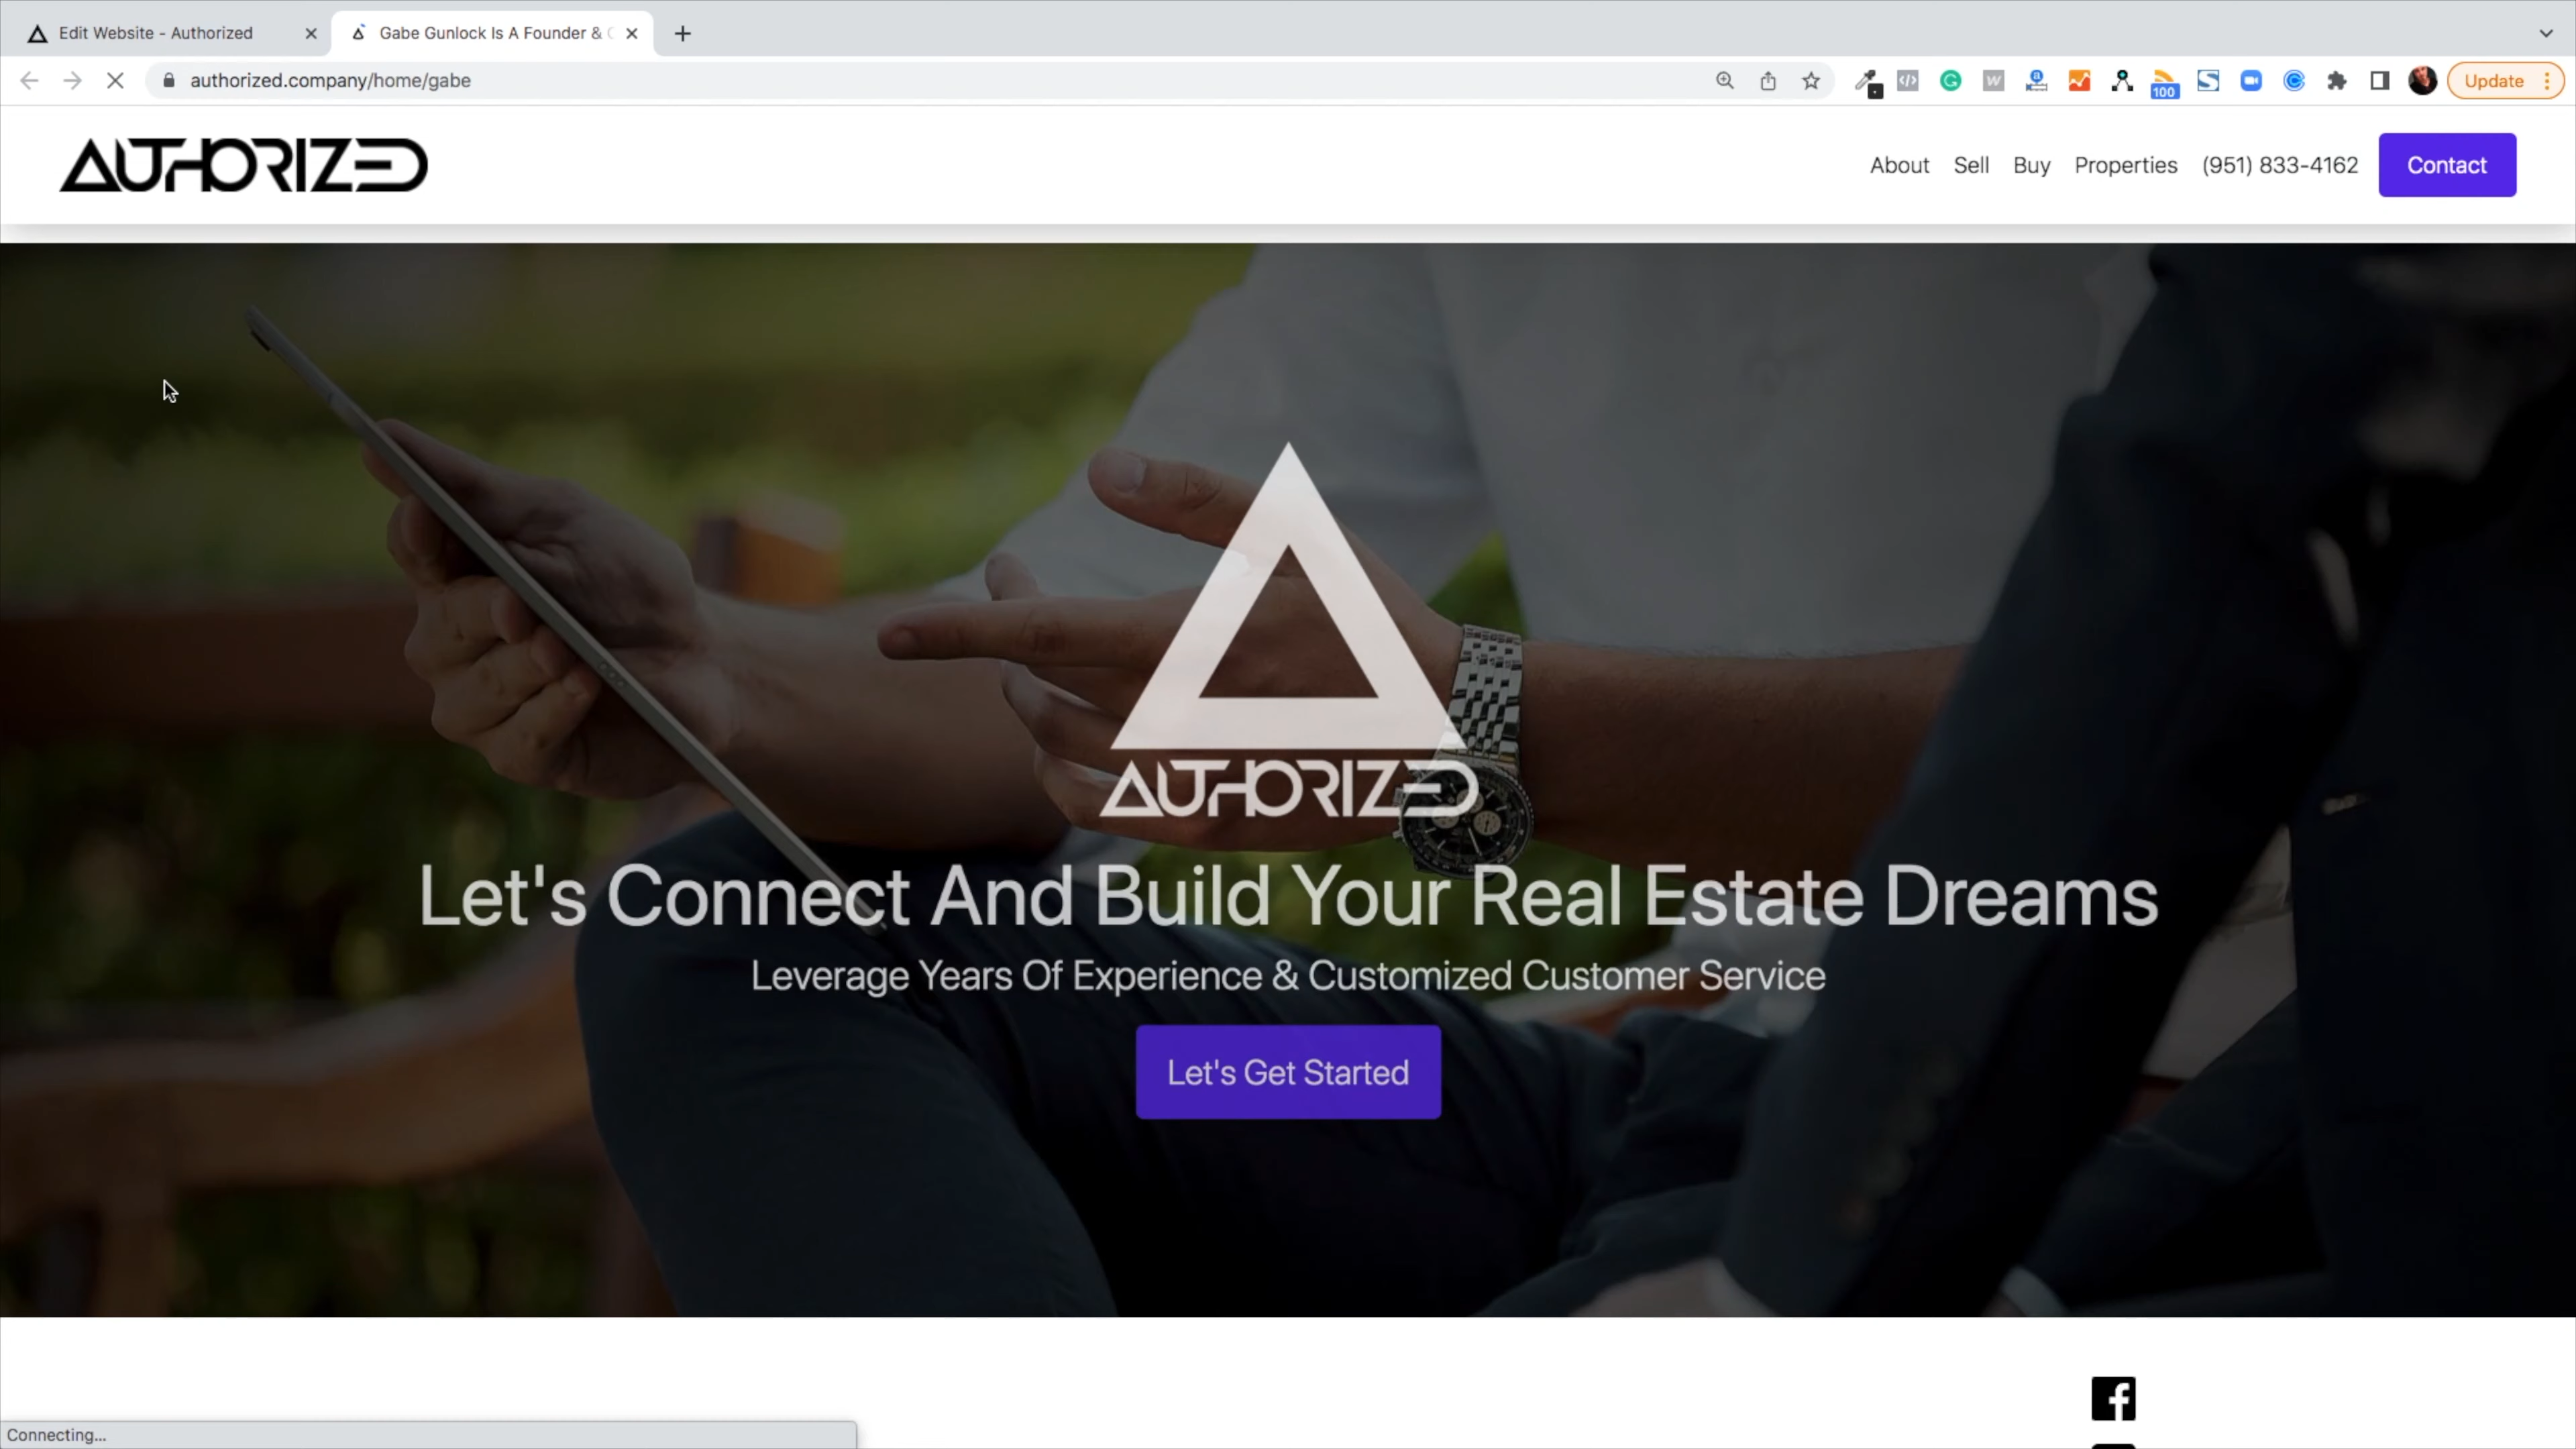 Edit Website - Authorized
Gabe Gunlock Is A Founder &
authorized.company/home/gabe
100
Update
AUTHORIZED
About Sell Buy Properties (951) 833-4162 Contact
AUTHORIZED
Let's Connect And Build Your Real Estate Dreams
Leverage Years Of Experience & Customized Customer Service
Let's Get Started
Connecting...